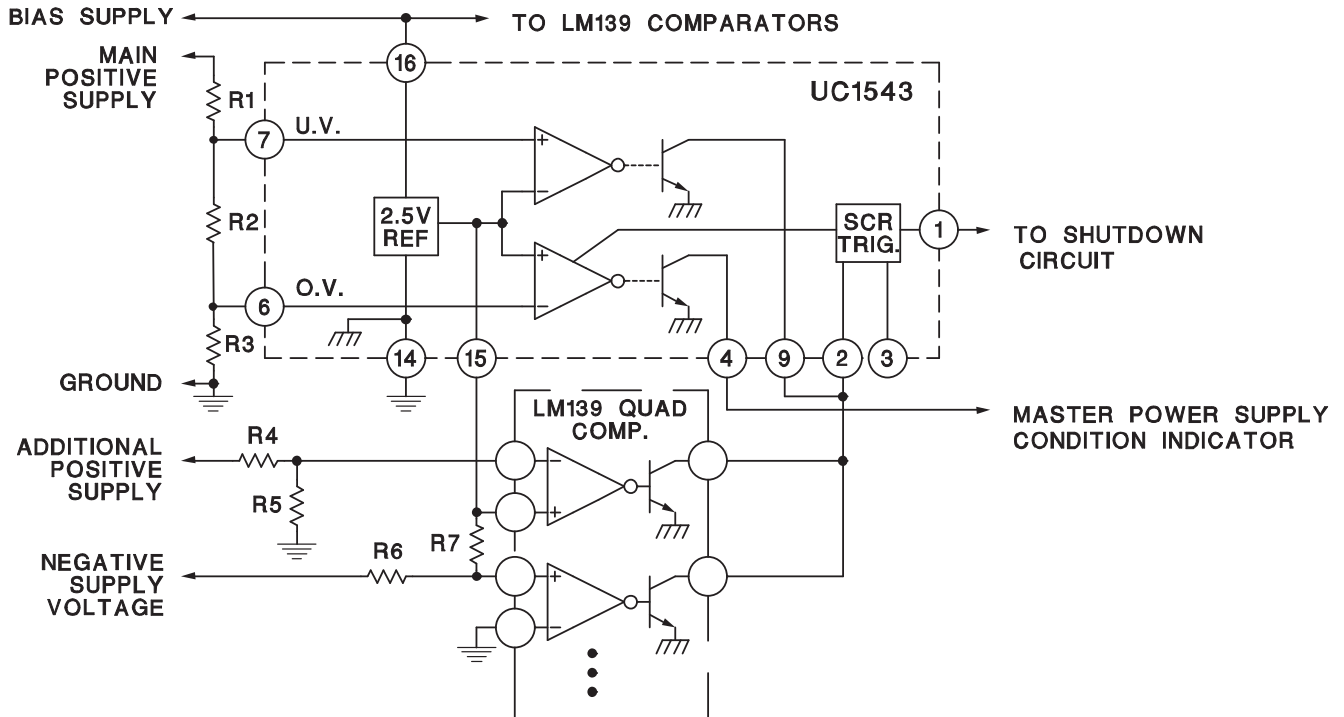 BIAS SUPPLY
TO LM139 COMPARATORS
MAIN
POSITIVE
SUPPLY
16
UC1543
R1
7
U.V.
+
−
R2
2.5V
REF
SCR
TRIG.
1
TO SHUTDOWN
CIRCUIT
+
−
6
O.V.
R3
14
15
4
9
2
3
GROUND
LM139 QUAD
COMP.
MASTER POWER SUPPLY
CONDITION INDICATOR
ADDITIONAL
POSITIVE
SUPPLY
R4
R5
−
+
R7
NEGATIVE
SUPPLY
VOLTAGE
R6
+
−